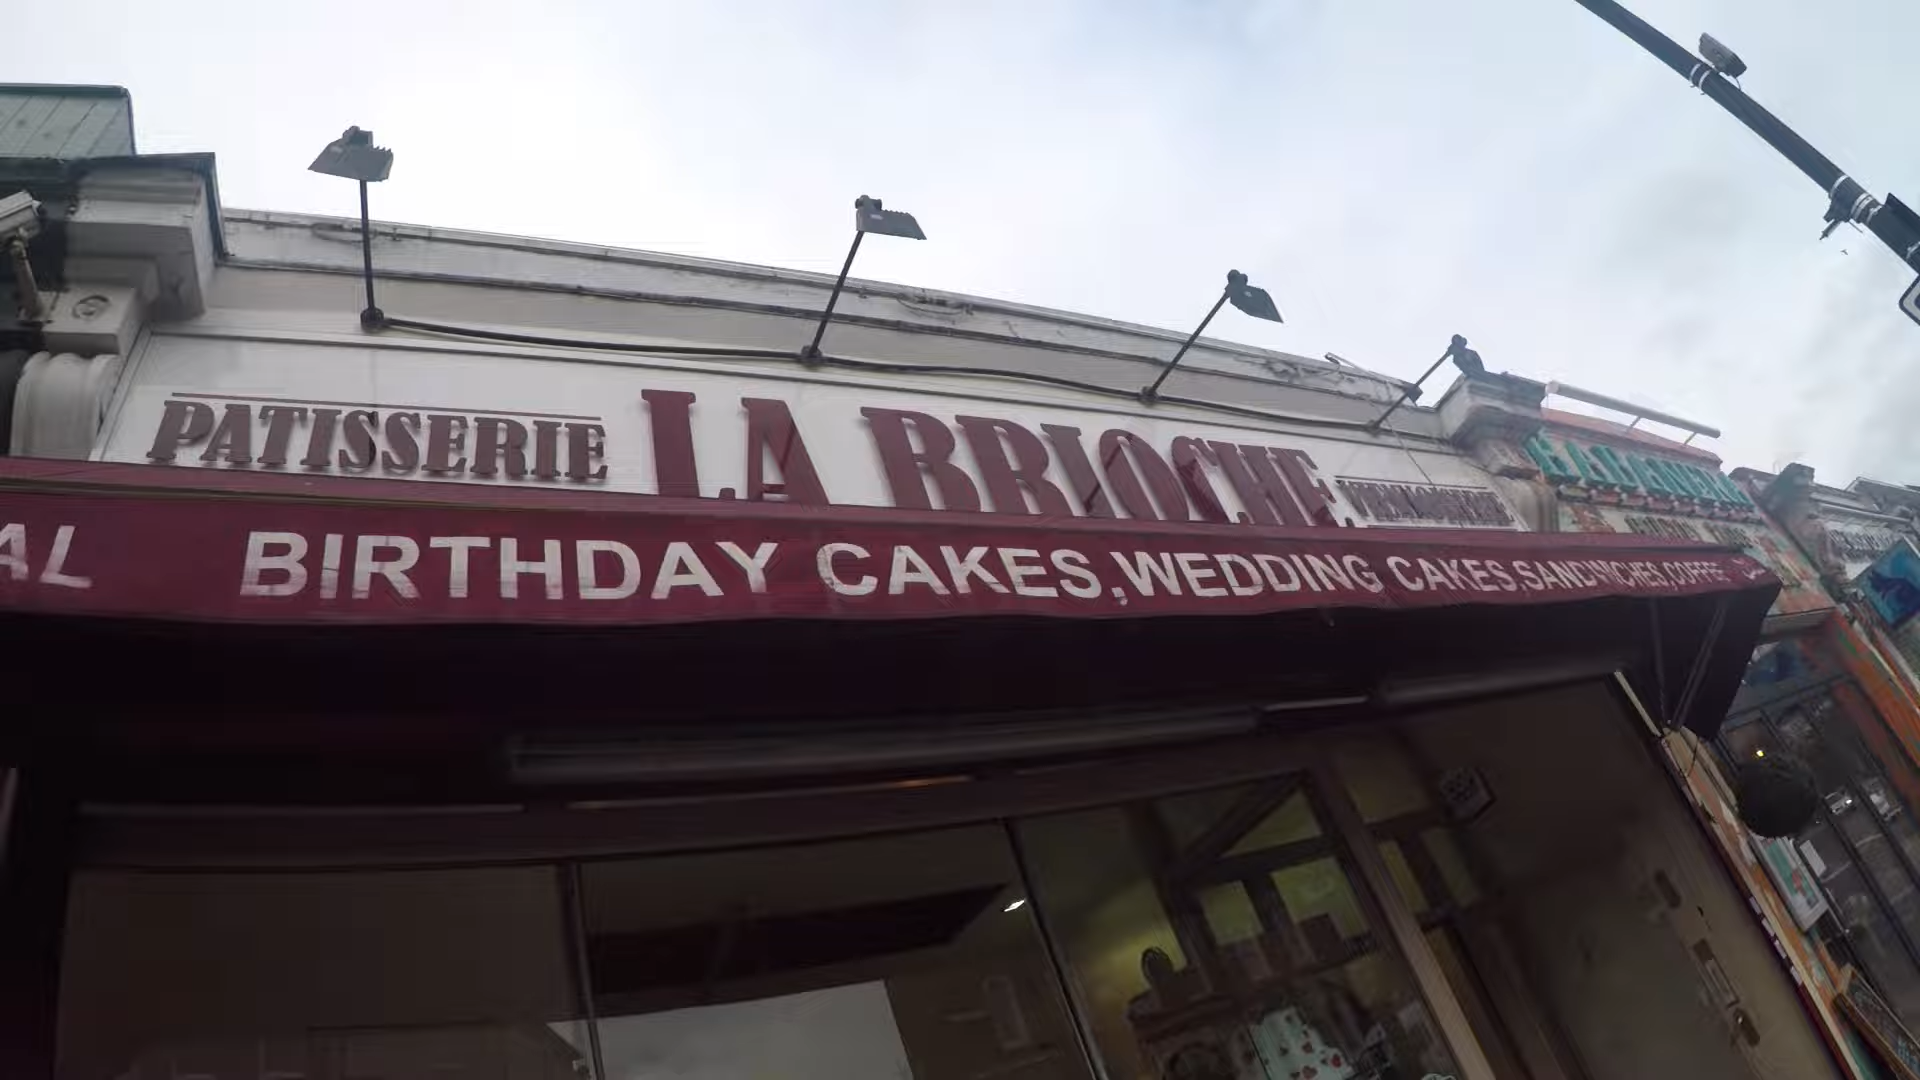 PATISSERIE LA BRIOCHE
AL BIRTHDAY CAKES,WEDDING CAKES,SANDWICHES,COFFEE